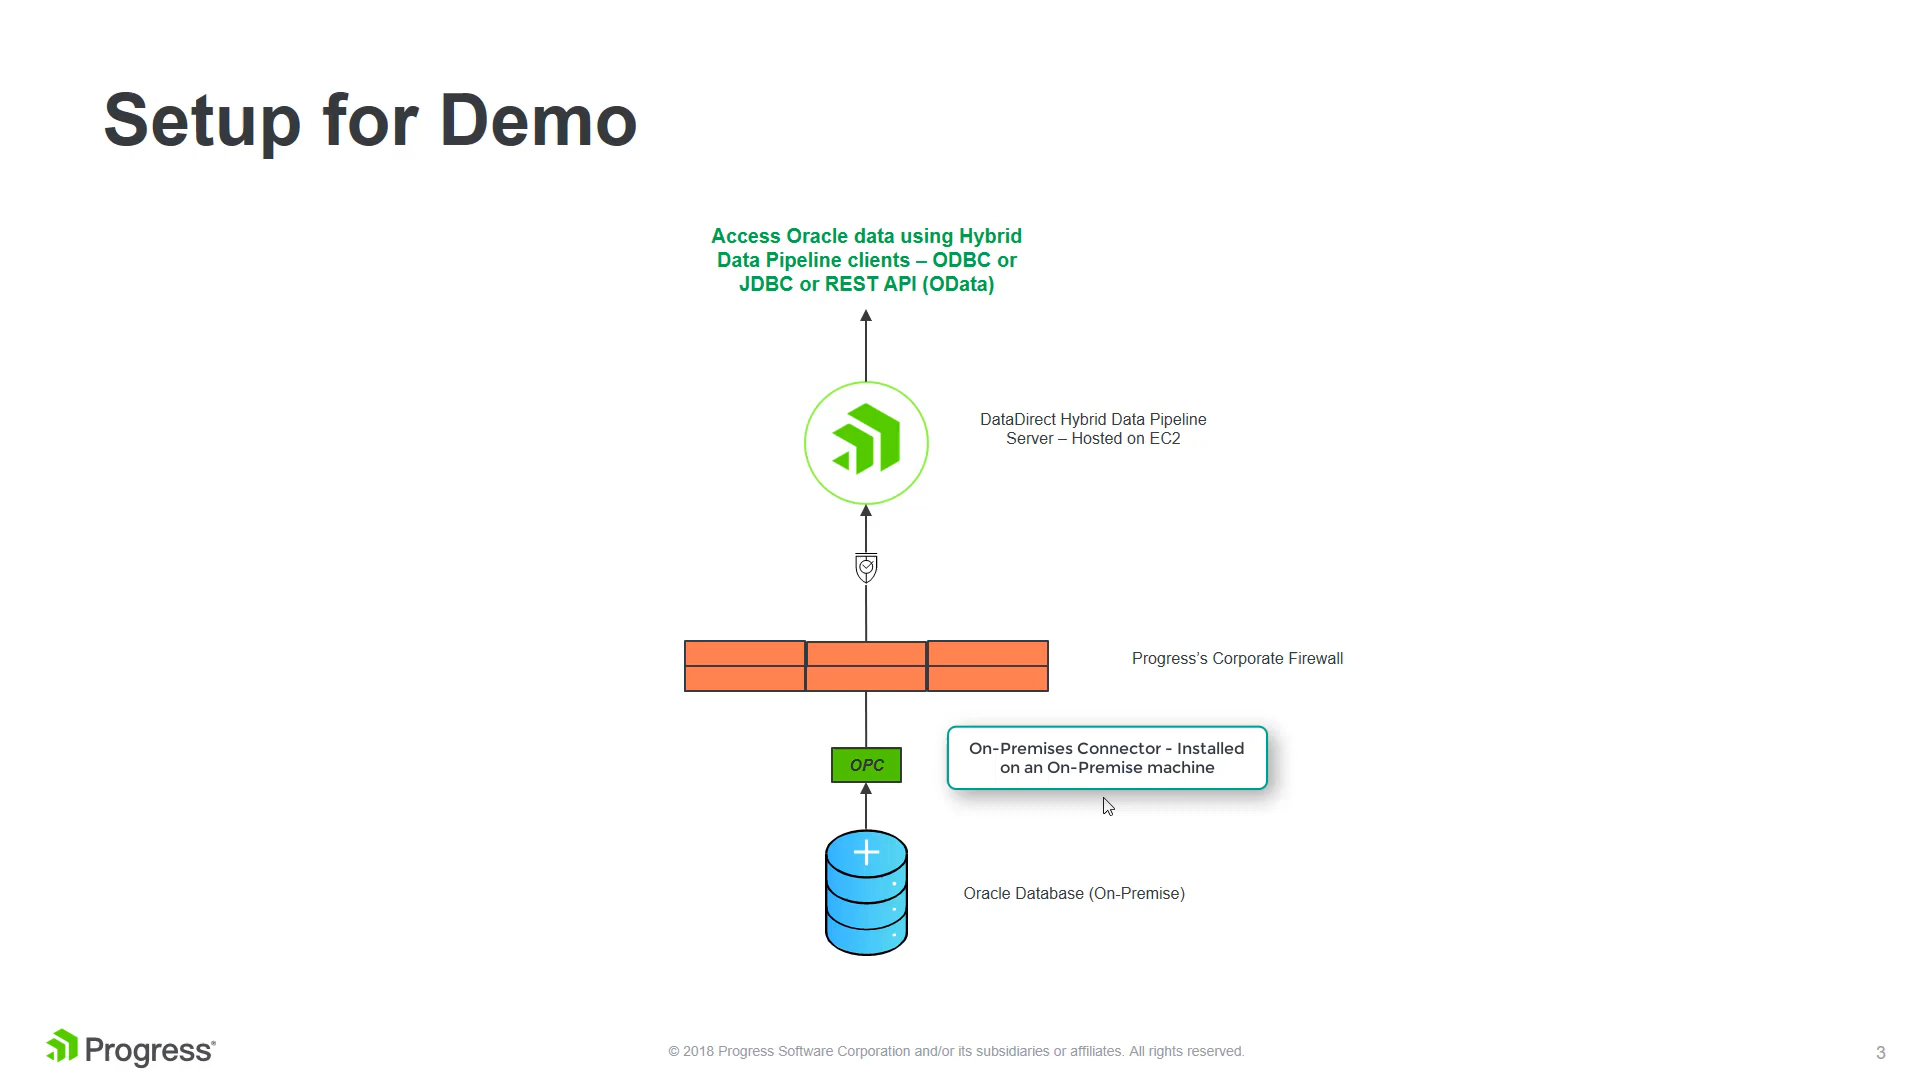 Setup for Demo
Access Oracle data using Hybrid
Data Pipeline clients – ODBC or
JDBC or REST API (OData)
DataDirect Hybrid Data Pipeline
Server – Hosted on EC2
Progress’s Corporate Firewall
On-Premises Connector - Installed
on an On-Premise machine
OPC
Oracle Database (On-Premise)
Progress®
© 2018 Progress Software Corporation and/or its subsidiaries or affiliates. All rights reserved.
3